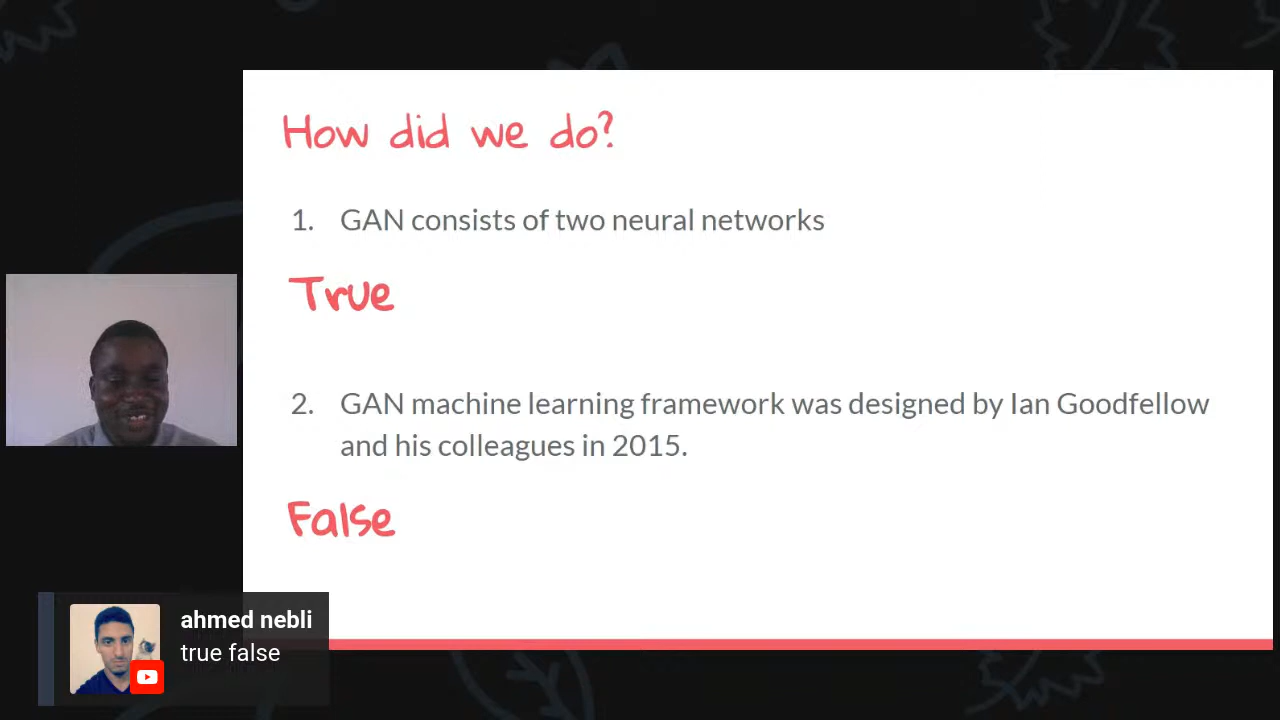 How did we do?
1. GAN consists of two neural networks
True
2. GAN machine learning framework was designed by Ian Goodfellow
and his colleagues in 2015.
False
ahmed nebli
true false